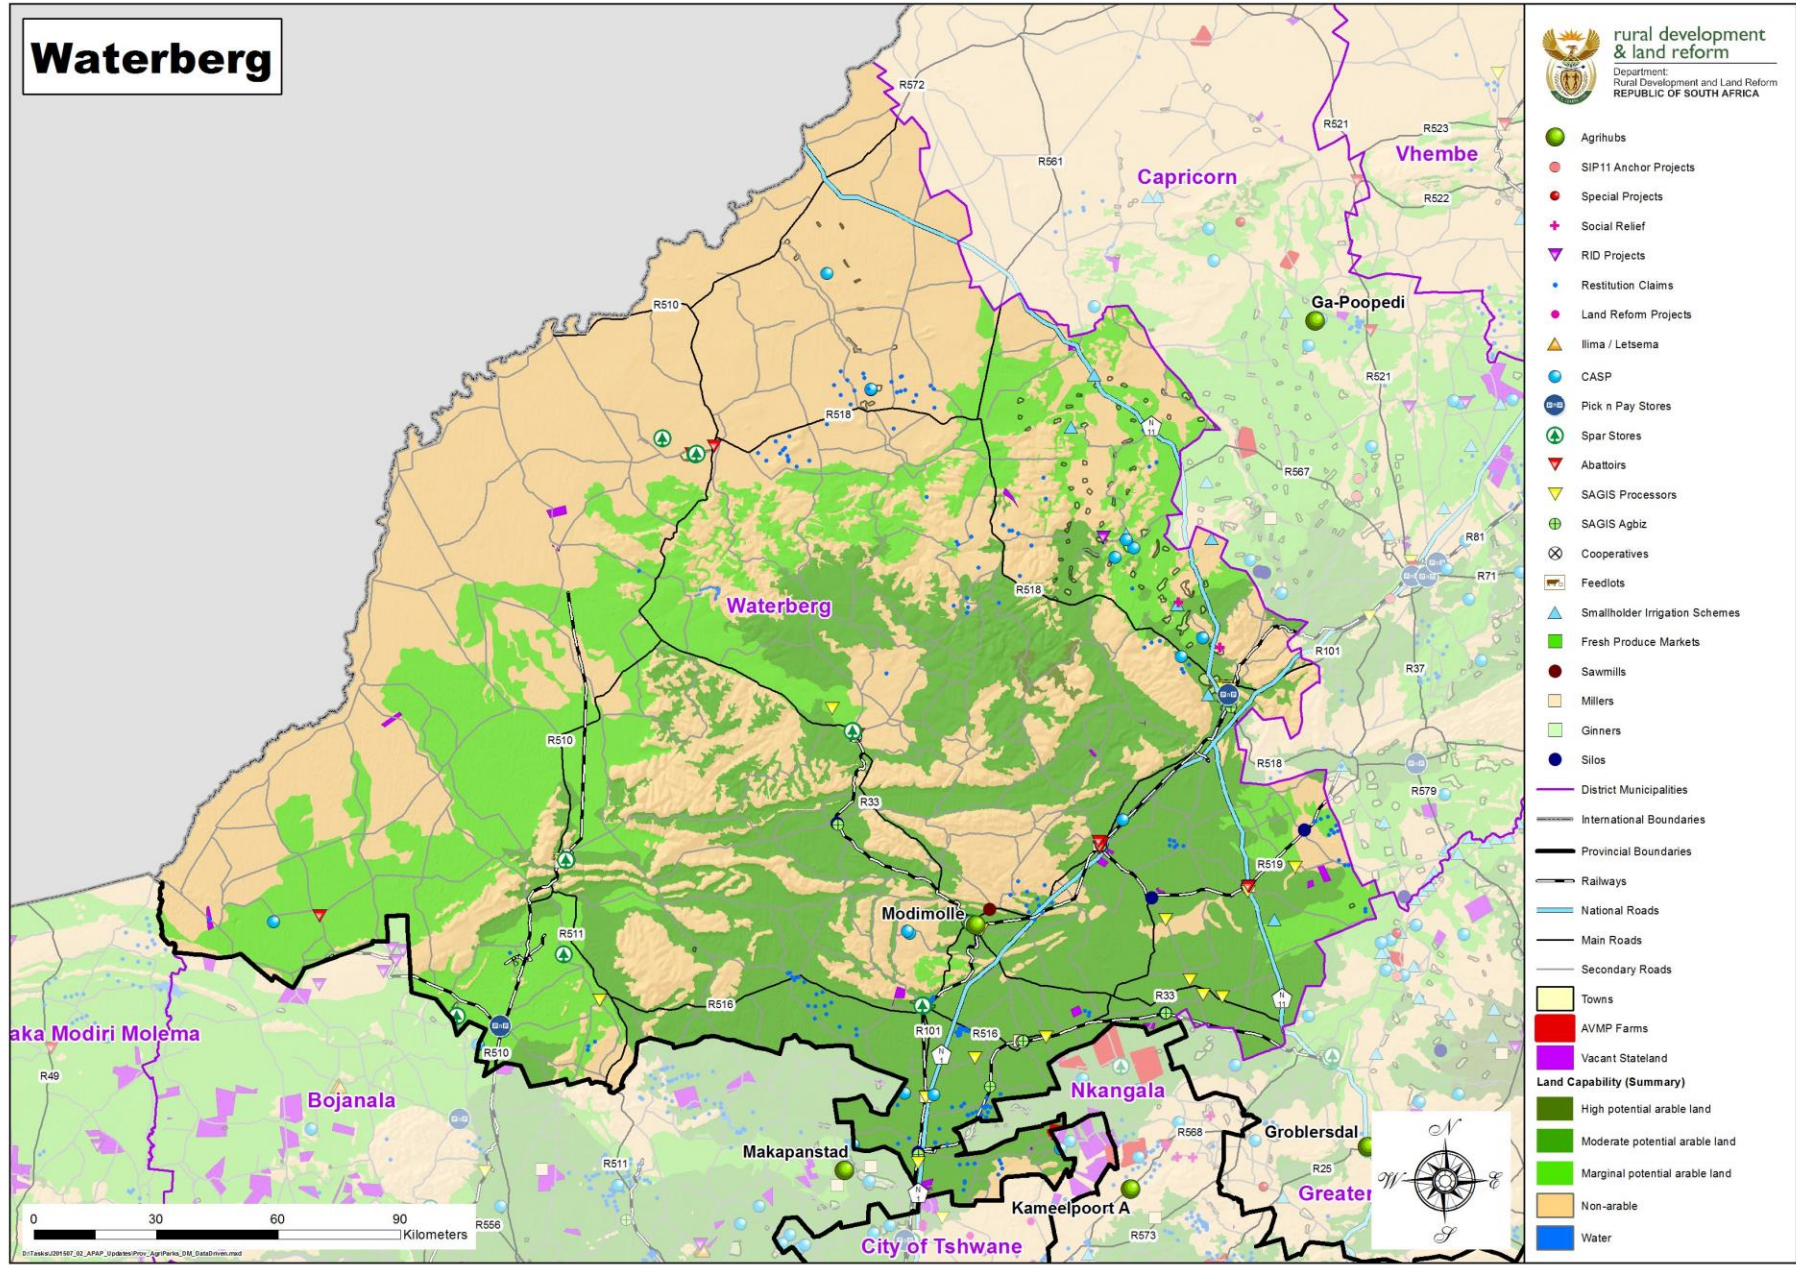 Waterberg
rural development
& land reform
Department:
Rural Development and Land Reform
REPUBLIC OF SOUTH AFRICA
Agrihubs
SIP11 Anchor Projects
Special Projects
Social Relief
RID Projects
Restitution Claims
Land Reform Projects
Ilima / Letsema
CASP
Pick n Pay Stores
Spar Stores
Abattoirs
SAGIS Processors
SAGIS Agbiz
Cooperatives
Feedlots
Smallholder Irrigation Schemes
Fresh Produce Markets
Sawmills
Millers
Ginners
Silos
District Municipalities
International Boundaries
Provincial Boundaries
Railways
National Roads
Main Roads
Secondary Roads
Towns
AVMP Farms
Vacant Stateland
Land Capability (Summary)
High potential arable land
Moderate potential arable land
Marginal potential arable land
Non-arable
Water
R572
R521
R523
Vhembe
R561
Capricorn
R522
R510
Ga-Poopedi
R521
R518
N
11
R567
R81
R71
R518
Waterberg
R101
R37
R510
R518
R579
R33
R519
Modimolle
R511
R516
R33
N
11
aka Modiri Molema
R510
R101
R516
N
1
R49
Bojanala
Nkangala
R568
Groblersdal
Makapanstad
R511
R25
N
1
Kameelpoort A
Greater
R556
R573
City of Tshwane
0 30 60 90
Kilometers
N
W E
S